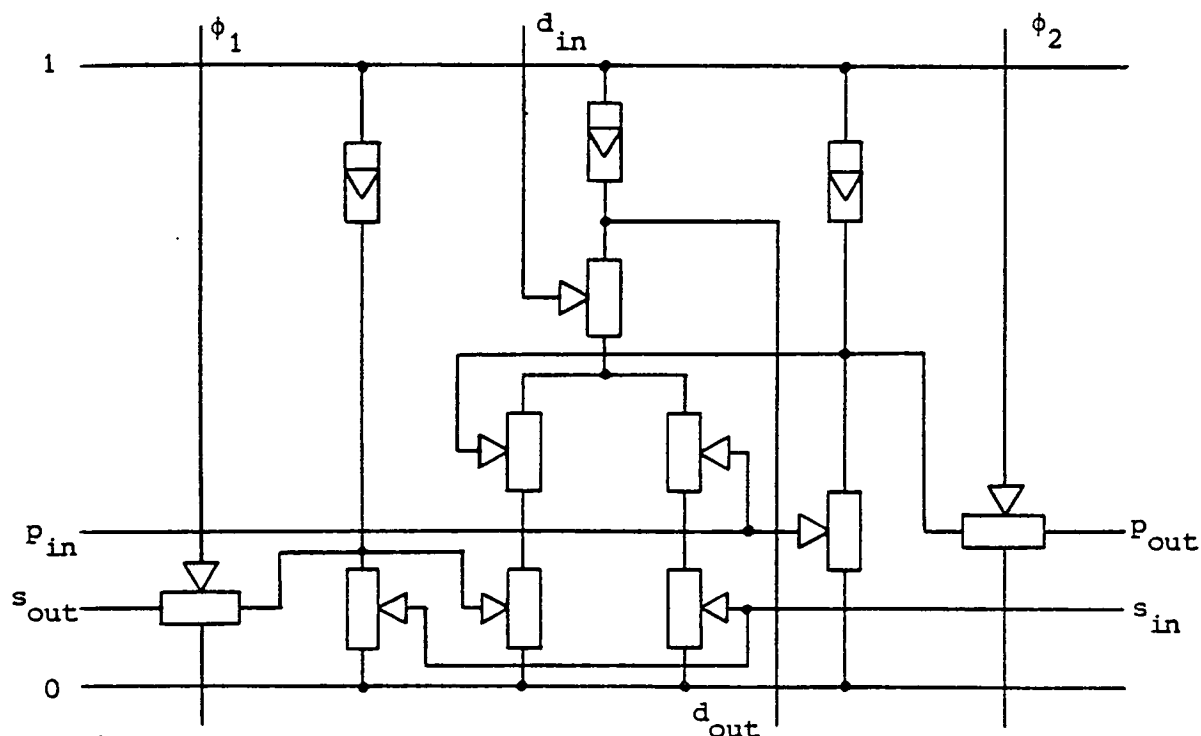 ϕ₁
d_in
ϕ₂
1
p_in
p_out
s_out
s_in
0
d_out